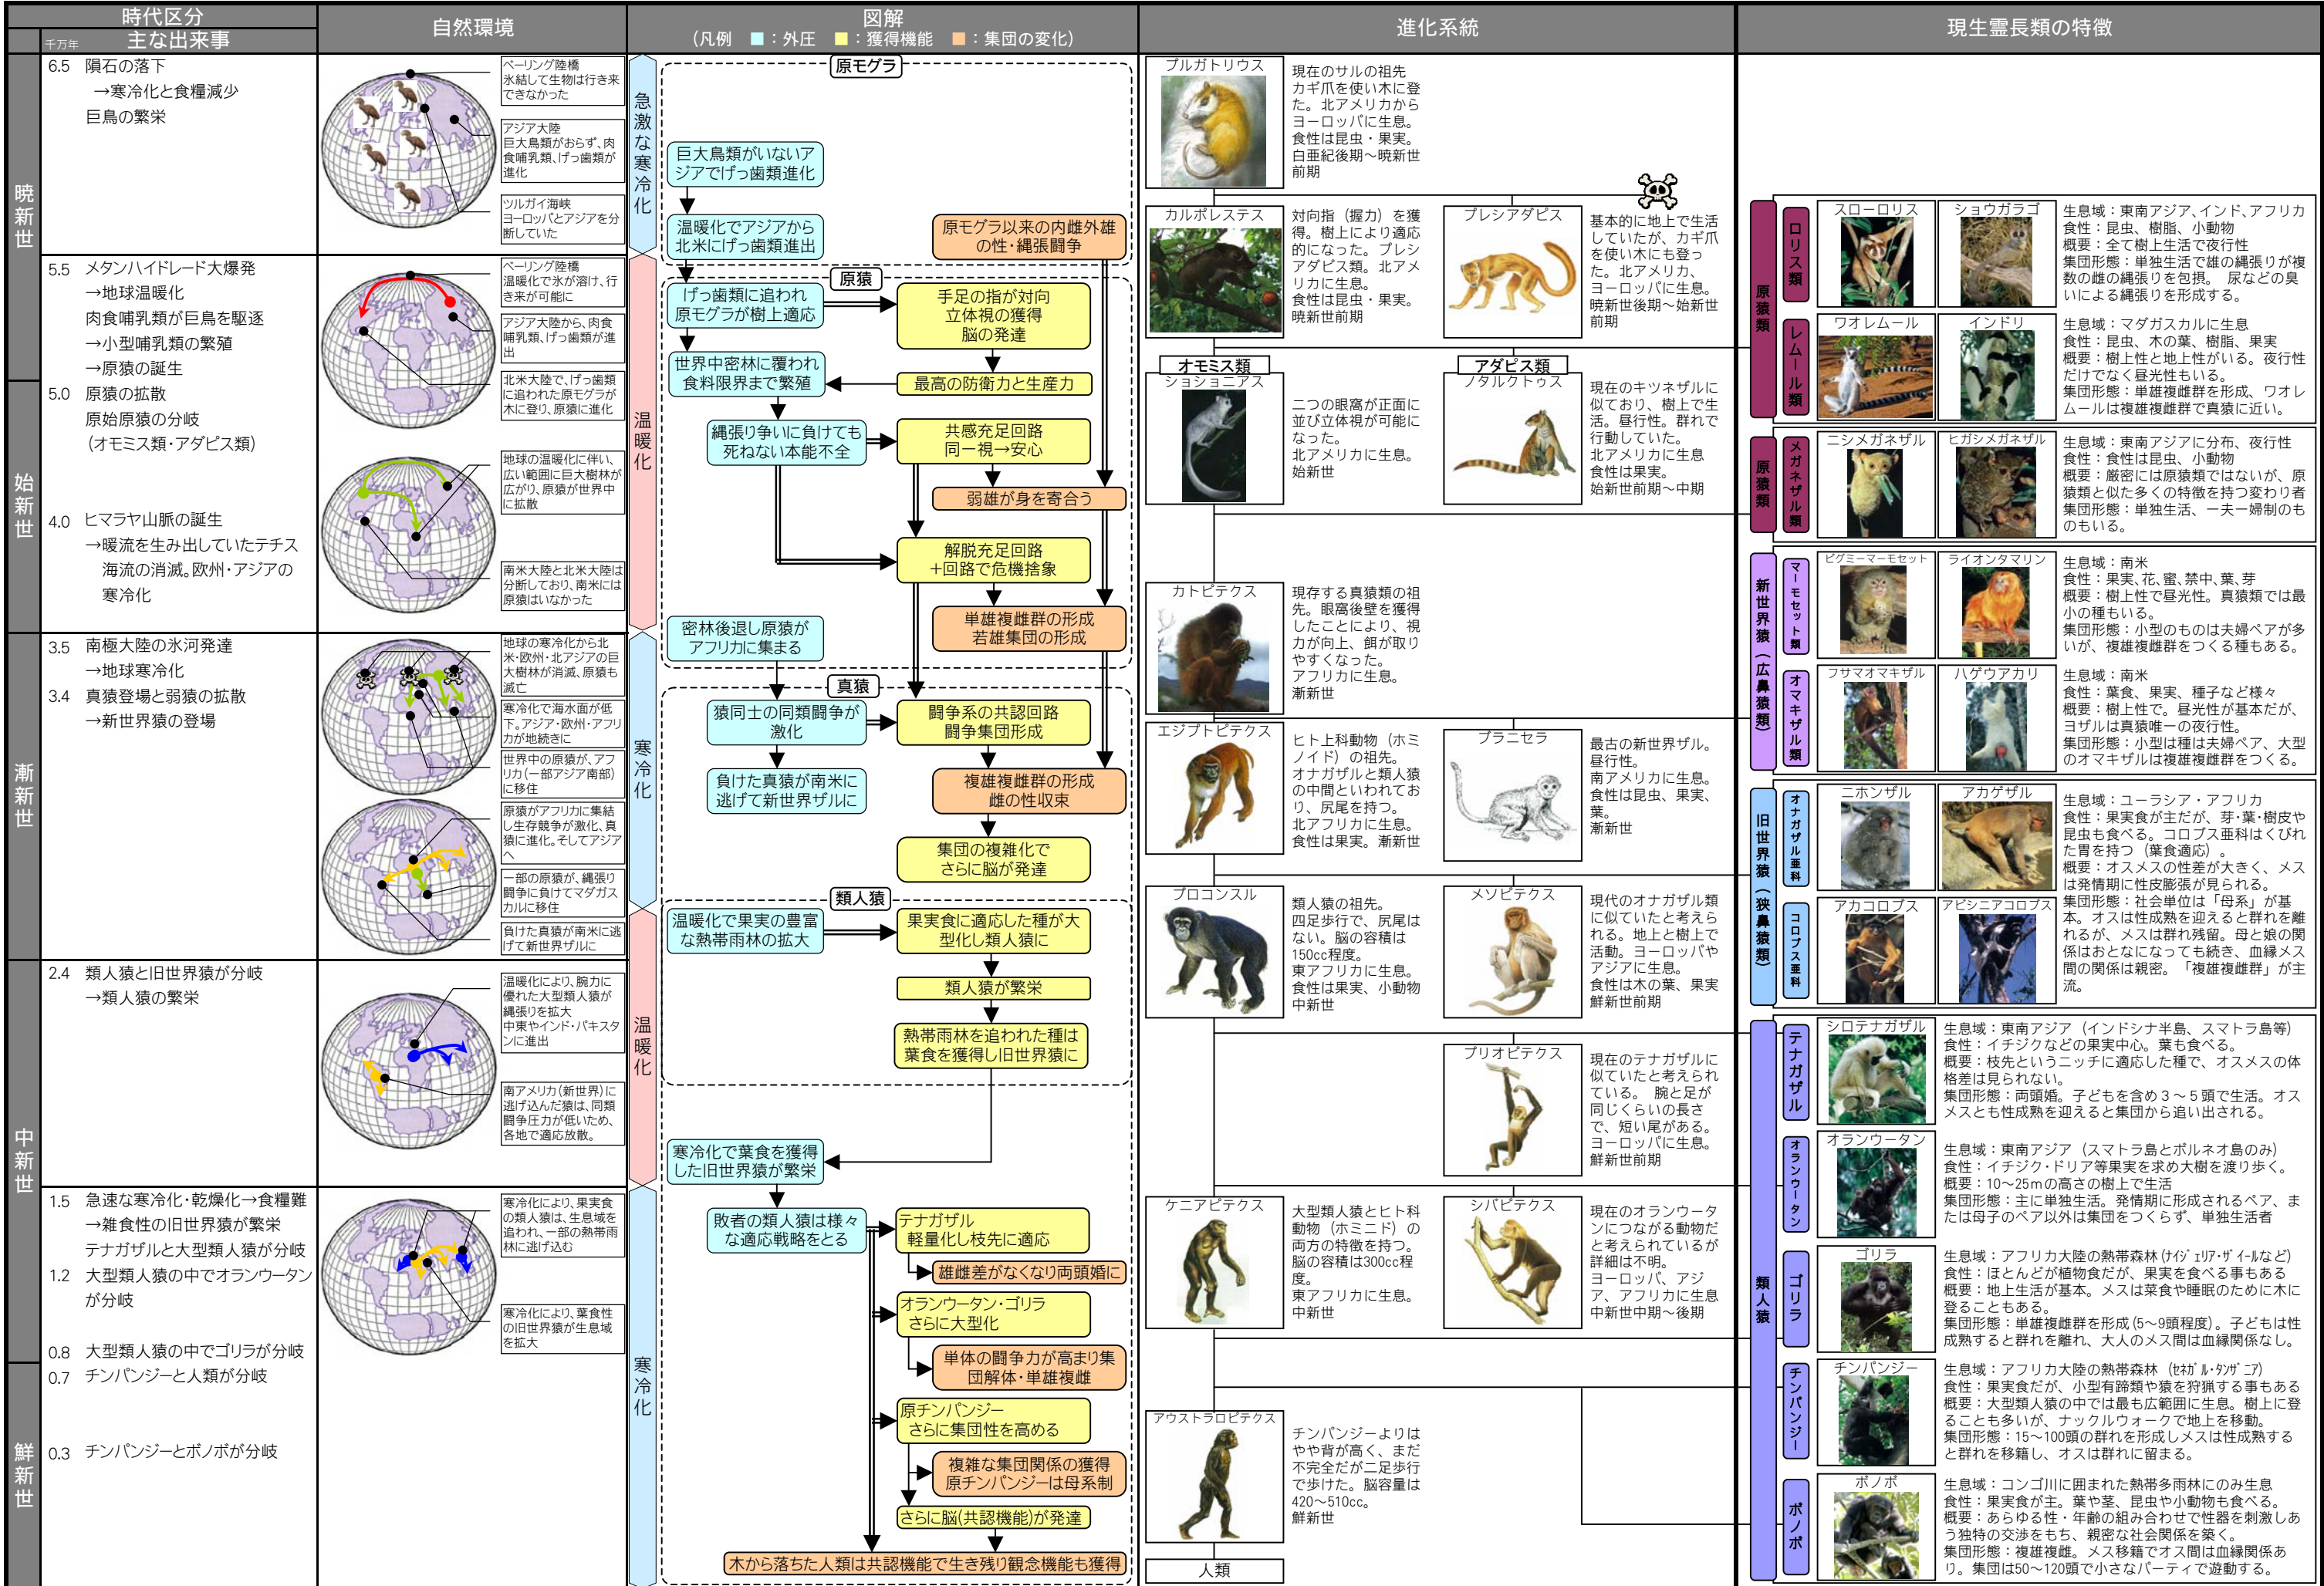 時代区分
千万年 主な出来事
自然環境
図解
(凡例 ■：外圧 ■：獲得機能 ■：集団の変化)
進化系統
現生霊長類の特徴
暁新世
始新世
漸新世
中新世
鮮新世
6.5 隕石の落下
→寒冷化と食糧減少
巨鳥の繁栄
5.5 メタンハイドレード大爆発
→地球温暖化
肉食哺乳類が巨鳥を駆逐
→小型哺乳類の繁殖
→原猿の誕生
5.0 原猿の拡散
原始原猿の分岐
(オモミス類・アダピス類)
4.0 ヒマラヤ山脈の誕生
→暖流を生み出していたテチス
海流の消滅。欧州・アジアの
寒冷化
3.5 南極大陸の氷河発達
→地球寒冷化
3.4 真猿登場と弱猿の拡散
→新世界猿の登場
2.4 類人猿と旧世界猿が分岐
→類人猿の繁栄
1.5 急速な寒冷化・乾燥化→食糧難
→雑食性の旧世界猿が繁栄
テナガザルと大型類人猿が分岐
1.2 大型類人猿の中でオランウータン
が分岐
0.8 大型類人猿の中でゴリラが分岐
0.7 チンパンジーと人類が分岐
0.3 チンパンジーとボノボが分岐
ベーリング陸橋
氷結して生物は行き来
できなかった
アジア大陸
巨大鳥類がおらず、肉
食哺乳類、げっ歯類が
進化
ツルガイ海峡
ヨーロッパとアジアを分
断していた
ベーリング陸橋
温暖化で氷が溶け、行
き来が可能に
アジア大陸から、肉食
哺乳類、げっ歯類が進
出
北米大陸で、げっ歯類
に追われた原モグラが
木に登り、原猿に進化
地球の温暖化に伴い、
広い範囲に巨大樹林が
広がり、原猿が世界中
に拡散
南米大陸と北米大陸は
分断しており、南米には
原猿はいなかった
地球の寒冷化から北
米・欧州・北アジアの巨
大樹林が消滅、原猿も
滅亡
寒冷化で海水面が低
下。アジア・欧州・アフリ
カが地続きに
世界中の原猿が、アフ
リカ(一部アジア南部)
に移住
原猿がアフリカに集結
し生存競争が激化、真
猿に進化。そしてアジア
へ
一部の原猿が、縄張り
闘争に負けてマダガス
カルに移住
負けた真猿が南米に逃
げて新世界ザルに
温暖化により、腕力に
優れた大型類人猿が
縄張りを拡大
中東やインド・パキスタ
ンに進出
南アメリカ(新世界)に
逃げ込んだ猿は、同類
闘争圧力が低いため、
各地で適応放散。
寒冷化により、果実食
の類人猿は、生息域を
追われ、一部の熱帯雨
林に逃げ込む
寒冷化により、葉食性
の旧世界猿が生息域
を拡大
急激な寒冷化
温暖化
寒冷化
温暖化
寒冷化
原モグラ
巨大鳥類がいないア
ジアでげっ歯類進化
温暖化でアジアから
北米にげっ歯類進出
原モグラ以来の内雌外雄
の性・縄張闘争
原猿
げっ歯類に追われ
原モグラが樹上適応
手足の指が対向
立体視の獲得
脳の発達
世界中密林に覆われ
食料限界まで繁殖
最高の防衛力と生産力
縄張り争いに負けても
死ねない本能不全
共感充足回路
同一視→安心
弱雄が身を寄合う
解脱充足回路
+回路で危機捨象
単雄複雌群の形成
若雄集団の形成
密林後退し原猿が
アフリカに集まる
真猿
猿同士の同類闘争が
激化
闘争系の共認回路
闘争集団形成
負けた真猿が南米に
逃げて新世界ザルに
複雄複雌群の形成
雌の性収束
集団の複雑化で
さらに脳が発達
類人猿
温暖化で果実の豊富
な熱帯雨林の拡大
果実食に適応した種が大
型化し類人猿に
類人猿が繁栄
熱帯雨林を追われた種は
葉食を獲得し旧世界猿に
寒冷化で葉食を獲得
した旧世界猿が繁栄
敗者の類人猿は様々
な適応戦略をとる
テナガザル
軽量化し枝先に適応
雄雌差がなくなり両頭婚に
オランウータン・ゴリラ
さらに大型化
単体の闘争力が高まり集
団解体・単雄複雌
原チンパンジー
さらに集団性を高める
複雑な集団関係の獲得
原チンパンジーは母系制
さらに脳(共認機能)が発達
木から落ちた人類は共認機能で生き残り観念機能も獲得
プルガトリウス
現在のサルの祖先
カギ爪を使い木に登
た。北アメリカから
ヨーロッパに生息。
食性は昆虫・果実。
白亜紀後期～暁新世
前期
カルポレステス
対向指（握力）を獲
得。樹上により適応
的になった。プレシ
アダピス類。北アメ
リカに生息。
食性は昆虫・果実。
暁新世前期
プレシアダピス
基本的に地上で生活
していたが、カギ爪
を使い木にも登っ
た。北アメリカ、
ヨーロッパに生息。
暁新世後期～始新世
前期
オモミス類
ショショニアス
二つの眼窩が正面に
並び立体視が可能に
なった。
北アメリカに生息。
始新世
アダピス類
ノタルクトゥス
現在のキツネザルに
似ており、樹上で生
活。昼行性。群れで
行動していた。
北アメリカに生息
食性は果実。
始新世前期～中期
カトピテクス
現存する真猿類の祖
先。眼窩後壁を獲得
したことにより、視
力が向上、餌が取り
やすくなった。
アフリカに生息。
漸新世
エジプトピテクス
ヒト上科動物（ホミ
ノイド）の祖先。
オナガザルと類人猿
の中間といわれてお
り、尻尾を持つ。
北アフリカに生息。
食性は果実。漸新世
ブラニセラ
最古の新世界ザル。
昼行性。
南アメリカに生息。
食性は昆虫、果実、
葉。
漸新世
プロコンスル
類人猿の祖先。
四足歩行で、尻尾は
ない。脳の容積は
150cc程度。
東アフリカに生息。
食性は果実、小動物
中新世
メソピテクス
現代のオナガザル類
に似ていたと考えら
れる。地上と樹上で
活動。ヨーロッパや
アジアに生息。
食性は木の葉、果実
鮮新世前期
プリオピテクス
現在のテナガザルに
似ていたと考えられ
ている。 腕と足が
同じくらいの長さ
で、短い尾がある。
ヨーロッパに生息。
鮮新世前期
ケニアピテクス
大型類人猿とヒト科
動物（ホミニド）の
両方の特徴を持つ。
脳の容積は300cc程
度。
東アフリカに生息。
中新世
シバピテクス
現在のオランウータ
ンにつながる動物だ
と考えられているが
詳細は不明。
ヨーロッパ、アジ
ア、アフリカに生息
中新世中期～後期
アウストラロピテクス
チンパンジーよりは
やや背が高く、まだ
不完全だが二足歩行
で歩けた。脳容量は
420～510cc。
鮮新世
人類
原猿類
ロリス類
スローロリス
ショウガラゴ
生息域：東南アジア、インド、アフリカ
食性：昆虫、樹脂、小動物
概要：全て樹上生活で夜行性
集団形態：単独生活で雄の縄張りが複
数の雌の縄張りを包摂。 尿などの臭
いによる縄張りを形成する。
レムール類
ワオレムール
インドリ
生息域：マダガスカルに生息
食性：昆虫、木の葉、樹脂、果実
概要：樹上性と地上性がいる。夜行性
だけでなく昼光性もいる。
集団形態：単雄複雌群を形成、ワオレ
ムールは複雄複雌群で真猿に近い。
原猿類
メガネザル類
ニシメガネザル
ヒガシメガネザル
生息域：東南アジアに分布、夜行性
食性：食性は昆虫、小動物
概要：厳密には原猿類ではないが、原
猿類と似た多くの特徴を持つ変わり者
集団形態：単独生活、一夫一婦制のも
のもいる。
新世界猿（広鼻猿類）
マーモセット類
ピグミーマーモセット
ライオンタマリン
生息域：南米
食性：果実、花、蜜、禁中、葉、芽
概要：樹上性で昼光性。真猿類では最
小の種もいる。
集団形態：小型のものは夫婦ペアが多
いが、複雄複雌群をつくる種もある。
オマキザル類
フサマオマキザル
ハゲウアカリ
生息域：南米
食性：葉食、果実、種子など様々
概要：樹上性で。昼光性が基本だが、
ヨザルは真猿唯一の夜行性。
集団形態：小型は種は夫婦ペア、大型
のオマキザルは複雄複雌群をつくる。
旧世界猿（狭鼻猿類）
オナガザル亜科
ニホンザル
アカゲザル
コロブス亜科
アカコロブス
アビシニアコロブス
生息域：ユーラシア・アフリカ
食性：果実食が主だが、芽・葉・樹皮や
昆虫も食べる。コロブス亜科はくびれ
た胃を持つ（葉食適応）。
概要：オスメスの性差が大きく、メス
は発情期に性皮膨張が見られる。
集団形態：社会単位は「母系」が基
本。オスは性成熟を迎えると群れを離
れるが、メスは群れ残留。母と娘の関
係はおとなになっても続き、血縁メス
間の関係は親密。「複雄複雌群」が主
流。
類人猿
テナガザル
シロテナガザル
生息域：東南アジア（インドシナ半島、スマトラ島等）
食性：イチジクなどの果実中心。葉も食べる。
概要：枝先というニッチに適応した種で、オスメスの体
格差は見られない。
集団形態：両頭婚。子どもを含め３～５頭で生活。オス
メスとも性成熟を迎えると集団から追い出される。
オランウータン
オランウータン
生息域：東南アジア（スマトラ島とボルネオ島のみ）
食性：イチジク・ドリア等果実を求め大樹を渡り歩く。
概要：10～25mの高さの樹上で生活
集団形態：主に単独生活。発情期に形成されるペア、ま
たは母子のペア以外は集団をつくらず、単独生活者
ゴリラ
ゴリラ
生息域：アフリカ大陸の熱帯森林(ﾅｲｼﾞｪﾘｱ・ｻﾞｲｰﾙなど)
食性：ほとんどが植物食だが、果実を食べる事もある
概要：地上生活が基本。メスは菜食や睡眠のために木に
登ることもある。
集団形態：単雄複雌群を形成(5～9頭程度)。子どもは性
成熟すると群れを離れ、大人のメス間は血縁関係なし。
チンパンジー
チンパンジー
生息域：アフリカ大陸の熱帯森林（ｾﾈｶﾞﾙ・ﾀﾝｻﾞﾆｱ)
食性：果実食だが、小型有蹄類や猿を狩猟する事もある
概要：大型類人猿の中では最も広範囲に生息。樹上に登
ることも多いが、ナックルウォークで地上を移動。
集団形態：15～100頭の群れを形成しメスは性成熟する
と群れを移籍し、オスは群れに留まる。
ボノボ
ボノボ
生息域：コンゴ川に囲まれた熱帯多雨林にのみ生息
食性：果実食が主。葉や茎、昆虫や小動物も食べる。
概要：あらゆる性・年齢の組み合わせで性器を刺激しあ
う独特の交渉をもち、親密な社会関係を築く。
集団形態：複雄複雌。メス移籍でオス間は血縁関係あ
り。集団は50～120頭で小さなパーティで遊動する。